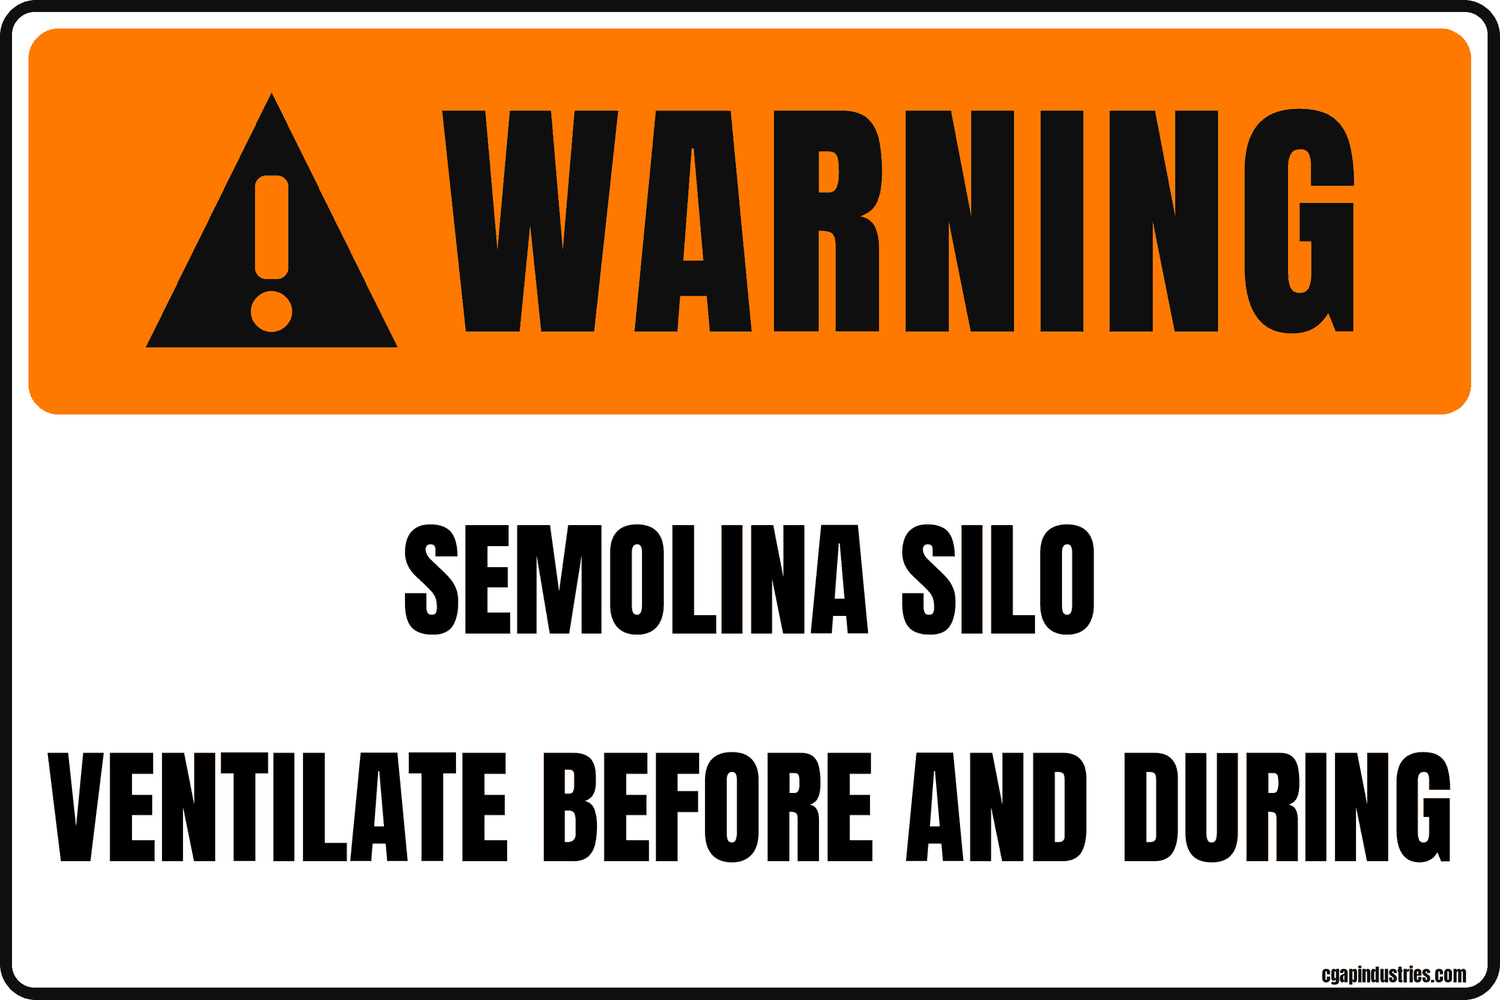 WARNING
SEMOLINA SILO
VENTILATE BEFORE AND DURING
cgapindustries.com